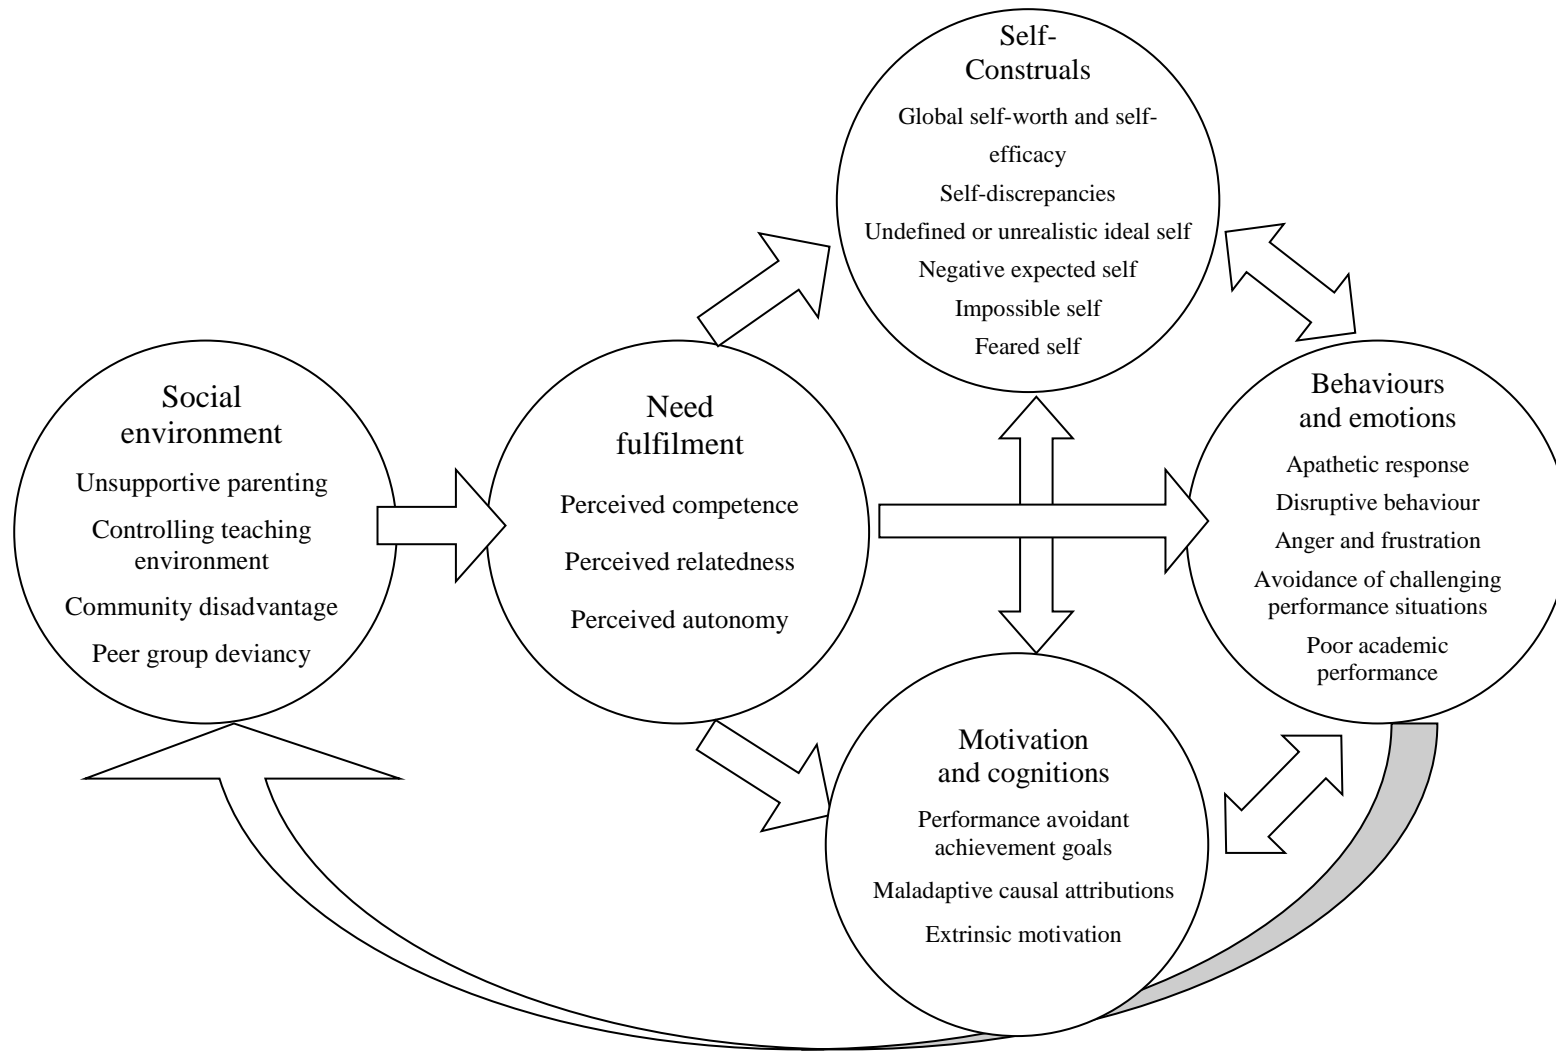 Self-
Construals
Global self-worth and self-
efficacy
Self-discrepancies
Undefined or unrealistic ideal self
Negative expected self
Impossible self
Feared self
Social
environment
Unsupportive parenting
Controlling teaching
environment
Community disadvantage
Peer group deviancy
Need
fulfilment
Perceived competence
Perceived relatedness
Perceived autonomy
Behaviours
and emotions
Apathetic response
Disruptive behaviour
Anger and frustration
Avoidance of challenging
performance situations
Poor academic
performance
Motivation
and cognitions
Performance avoidant
achievement goals
Maladaptive causal attributions
Extrinsic motivation